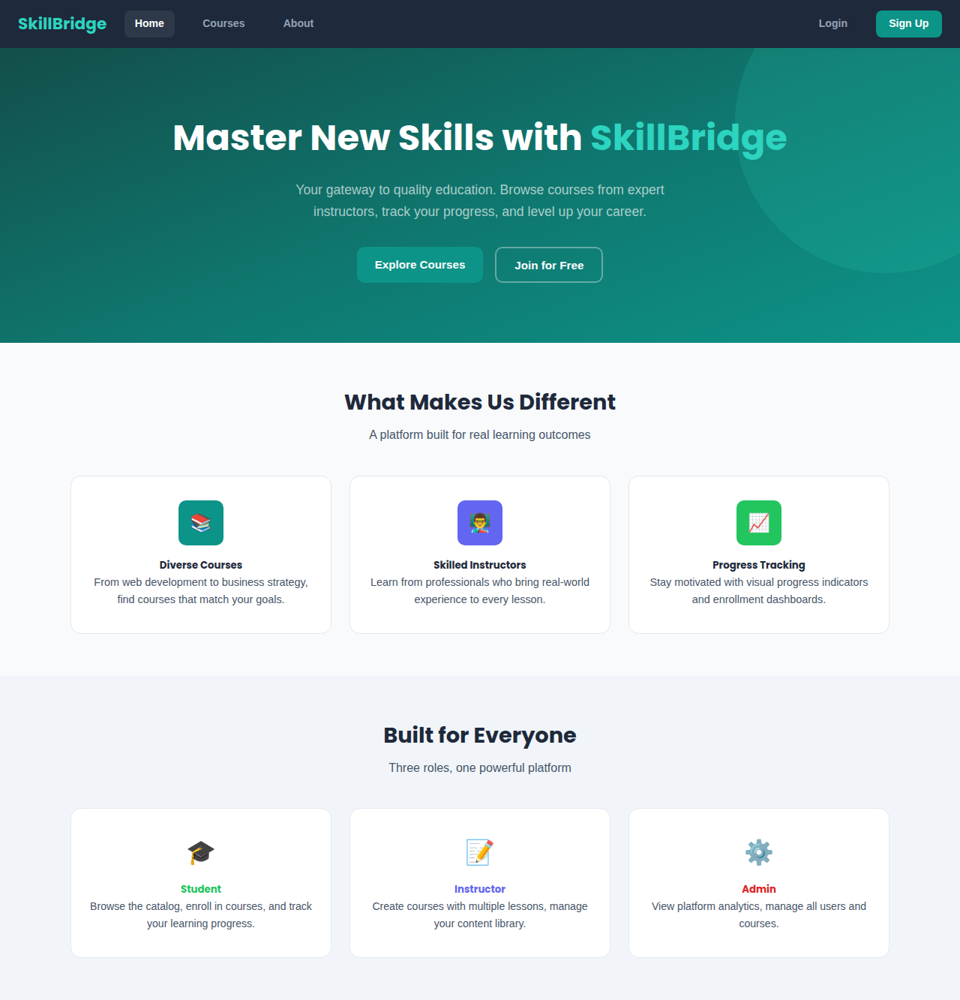 SkillBridge Home Courses About Login Sign Up
Master New Skills with SkillBridge
Your gateway to quality education. Browse courses from expert
instructors, track your progress, and level up your career.
Explore Courses Join for Free
What Makes Us Different
A platform built for real learning outcomes
Diverse Courses
From web development to business strategy,
find courses that match your goals.
Skilled Instructors
Learn from professionals who bring real-world
experience to every lesson.
Progress Tracking
Stay motivated with visual progress indicators
and enrollment dashboards.
Built for Everyone
Three roles, one powerful platform
Student
Browse the catalog, enroll in courses, and track
your learning progress.
Instructor
Create courses with multiple lessons, manage
your content library.
Admin
View platform analytics, manage all users and
courses.